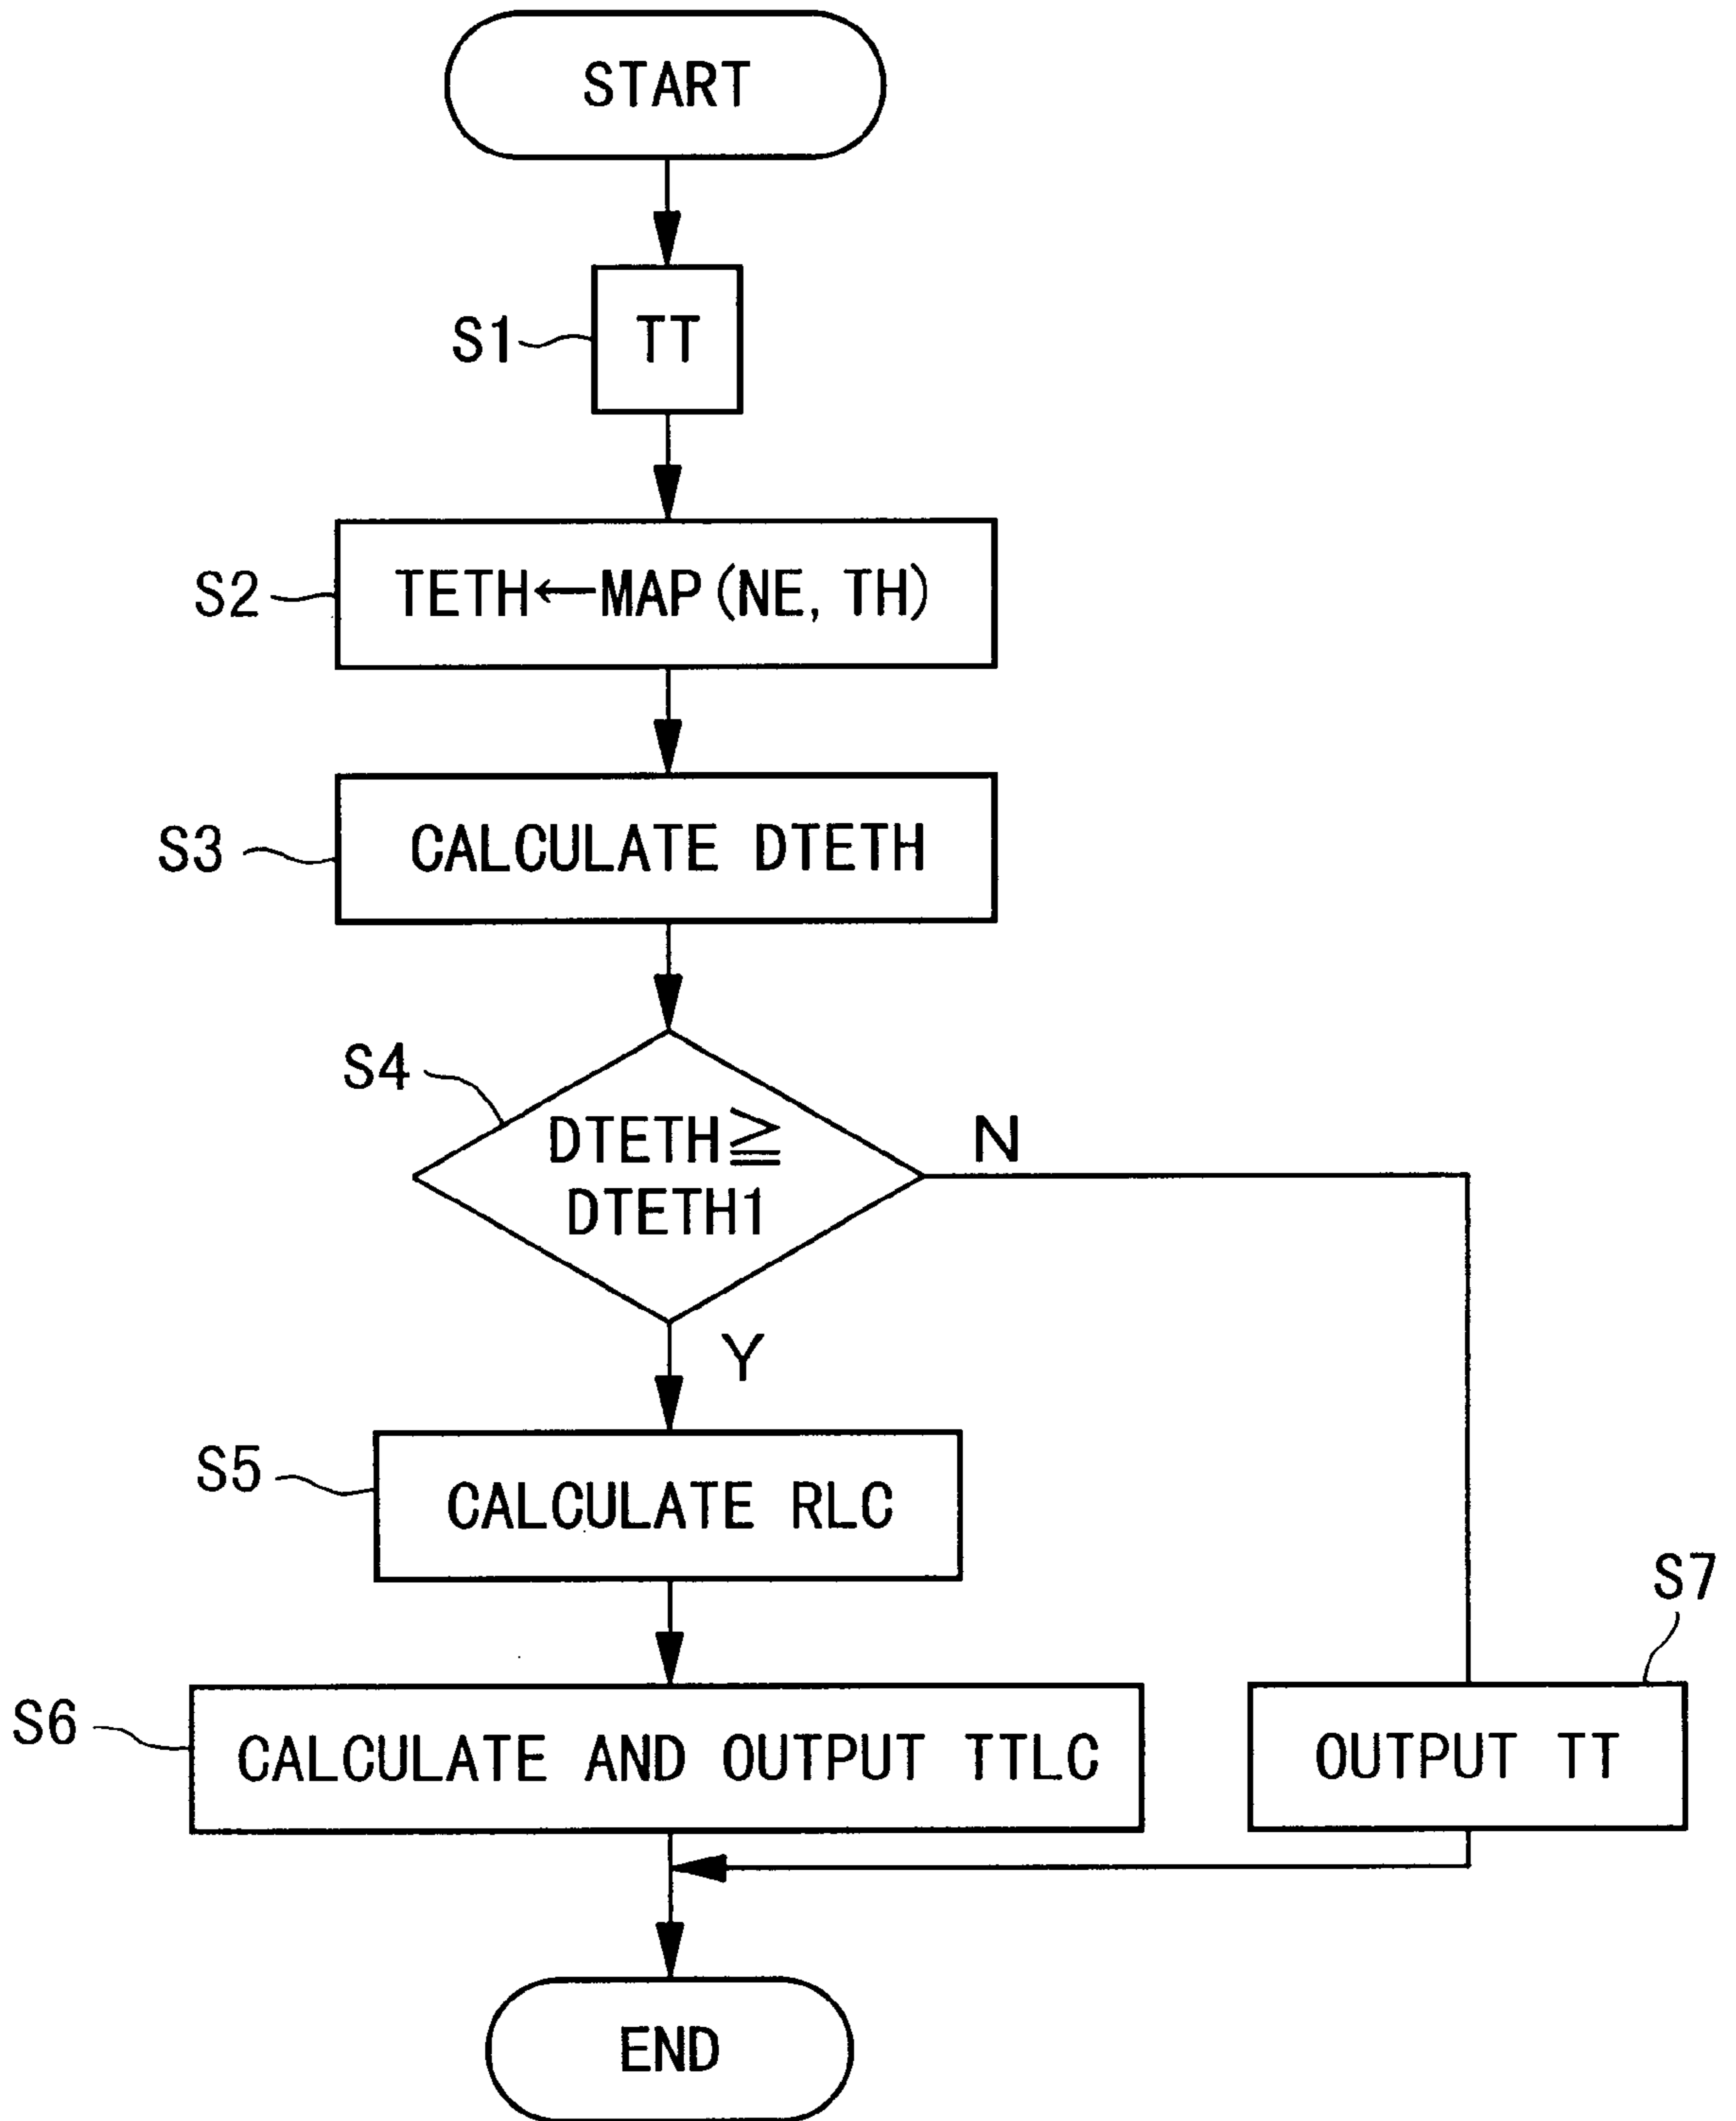 START
S1
TT
S2
TETH←MAP(NE, TH)
S3
CALCULATE DTETH
S4
DTETH≧
DTETH1
N
Y
S5
CALCULATE RLC
S7
S6
CALCULATE AND OUTPUT TTLC
OUTPUT TT
END